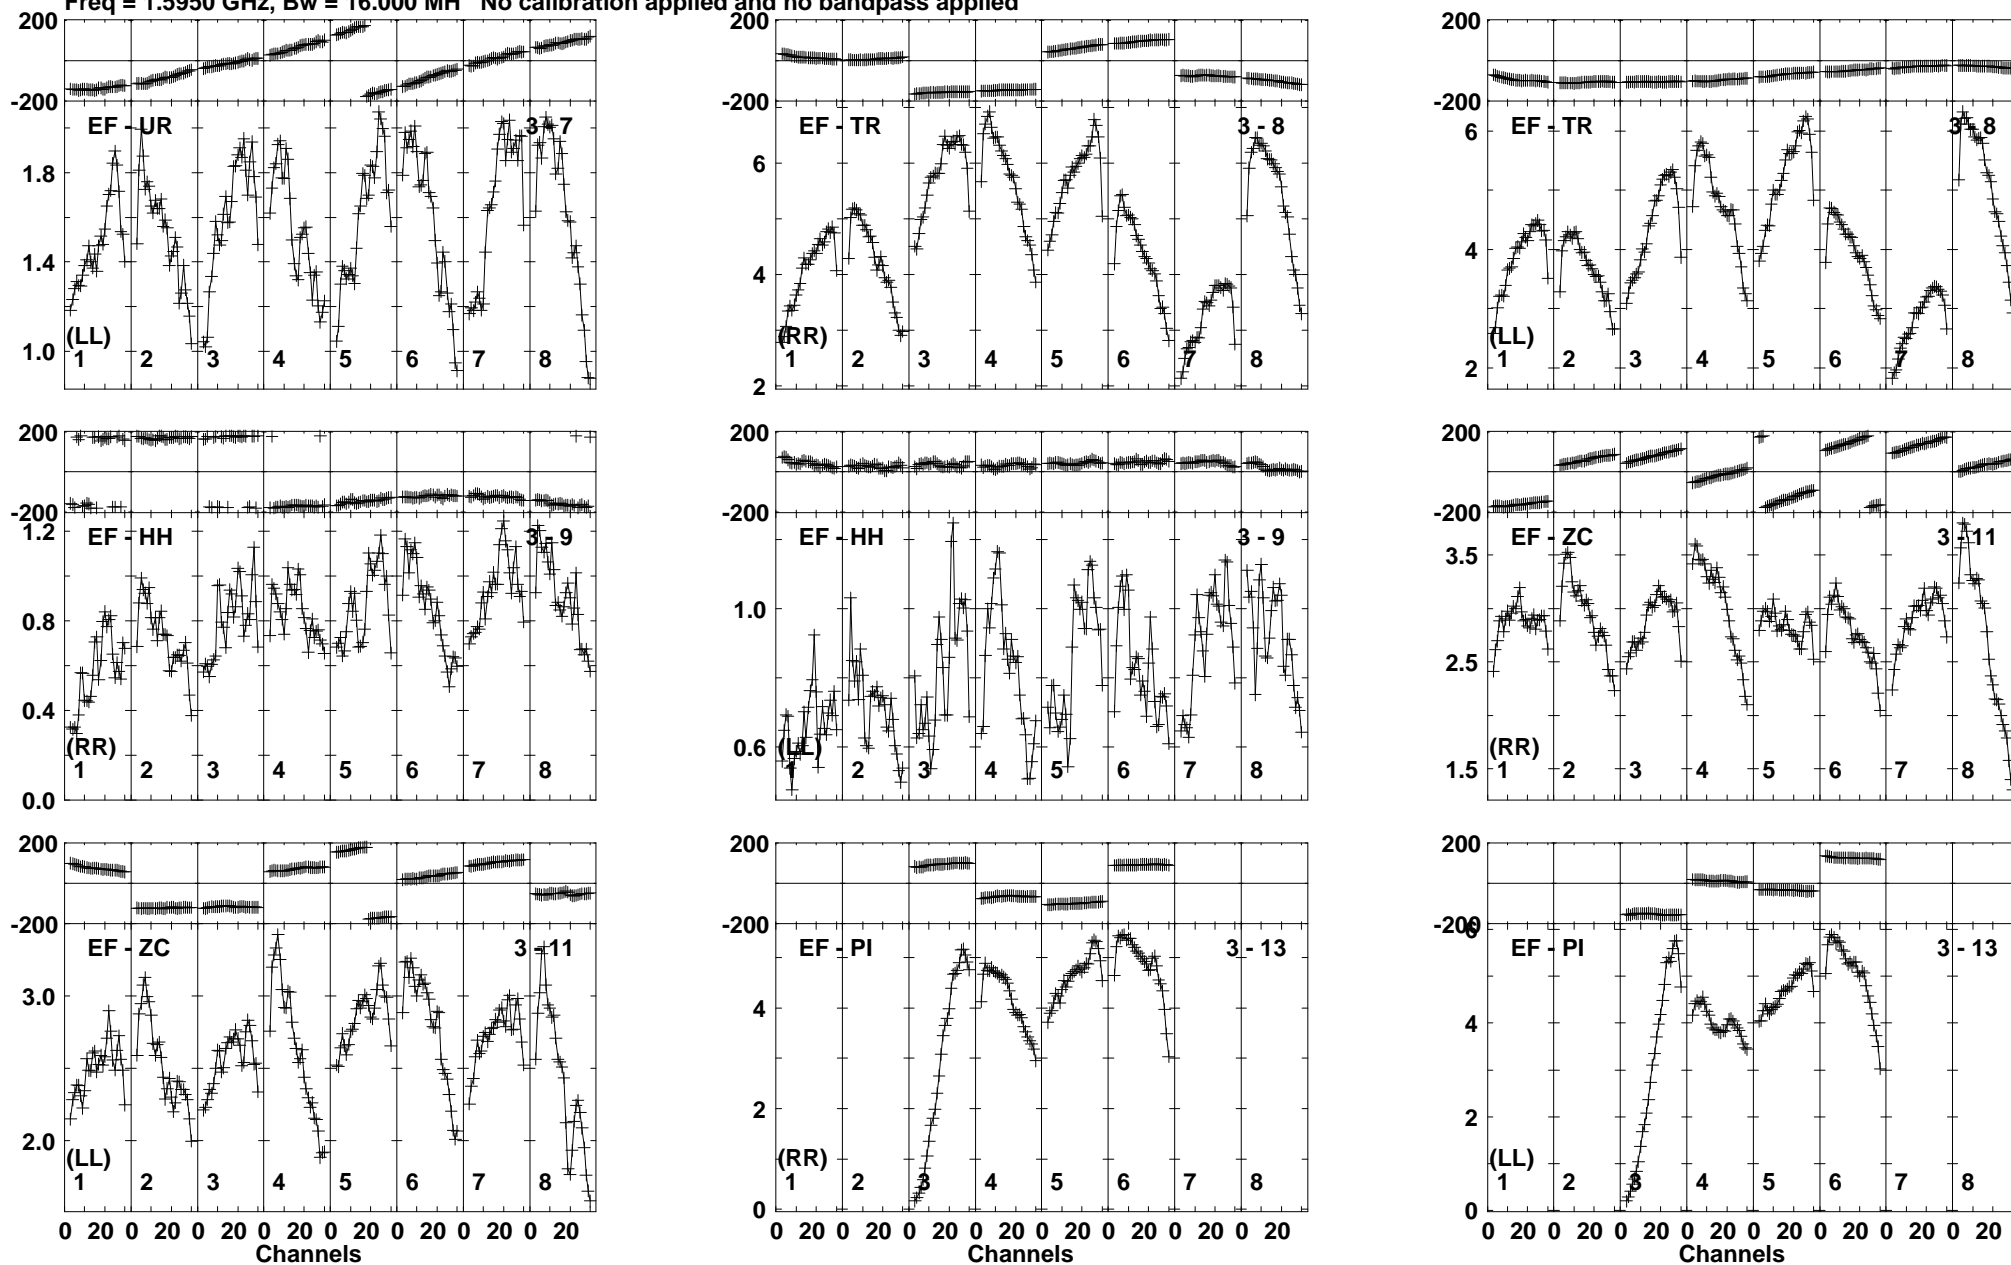 Freq = 1.5950 GHz, Bw = 16.000 MH No calibration applied and no bandpass applied
200 200 200
-200 -200 -200
EF - UR 3 - 7 EF - TR 3 - 8 EF - TR 3 - 8
1.8 6 6
1.4 4 4
1.0 2 2
(LL) (RR) (LL)
1 2 3 4 5 6 7 8 1 2 3 4 5 6 7 8 1 2 3 4 5 6 7 8
200 200 200
-200 -200 -200
EF - HH 3 - 9 EF - HH 3 - 9 EF - ZC 3 - 11
1.2 1.0 3.5
0.8 0.6 2.5
0.4 1.5
0.0
(RR) (LL) (RR)
1 2 3 4 5 6 7 8 1 2 3 4 5 6 7 8 1 2 3 4 5 6 7 8
200 200 200
-200 -200 -200
EF - ZC 3 - 11 EF - PI 3 - 13 EF - PI 3 - 13
3.0 4 6
2.0 2 4
0 2
0
(LL) (RR) (LL)
1 2 3 4 5 6 7 8 1 2 3 4 5 6 7 8 1 2 3 4 5 6 7 8
0 20 0 20 0 20 0 20 0 20 0 20 0 20 0 20 0 20 0 20 0 20 0 20 0 20 0 20 0 20 0 20 0 20 0 20 0 20 0 20 0 20 0 20 0 20 0 20
Channels Channels Channels